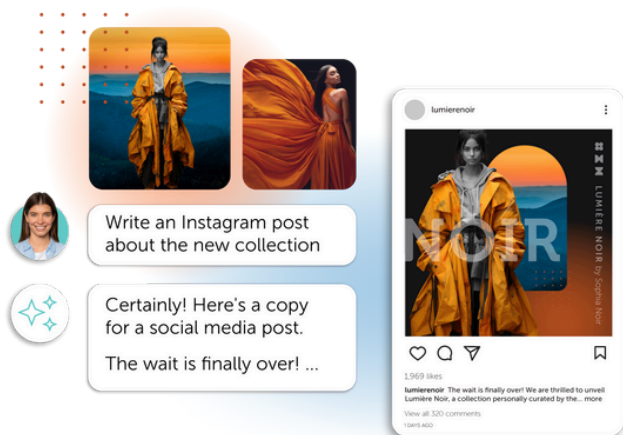 Write an Instagram post
about the new collection
Certainly! Here's a copy
for a social media post.
The wait is finally over! ...
lumierenoir
NOIR
LUMIÈRE NOIR by Sophia Noir
1,969 likes
lumierenoir The wait is finally over! We are thrilled to unveil
Lumière Noir, a collection personally curated by the... more
View all 320 comments
1 DAYS AGO